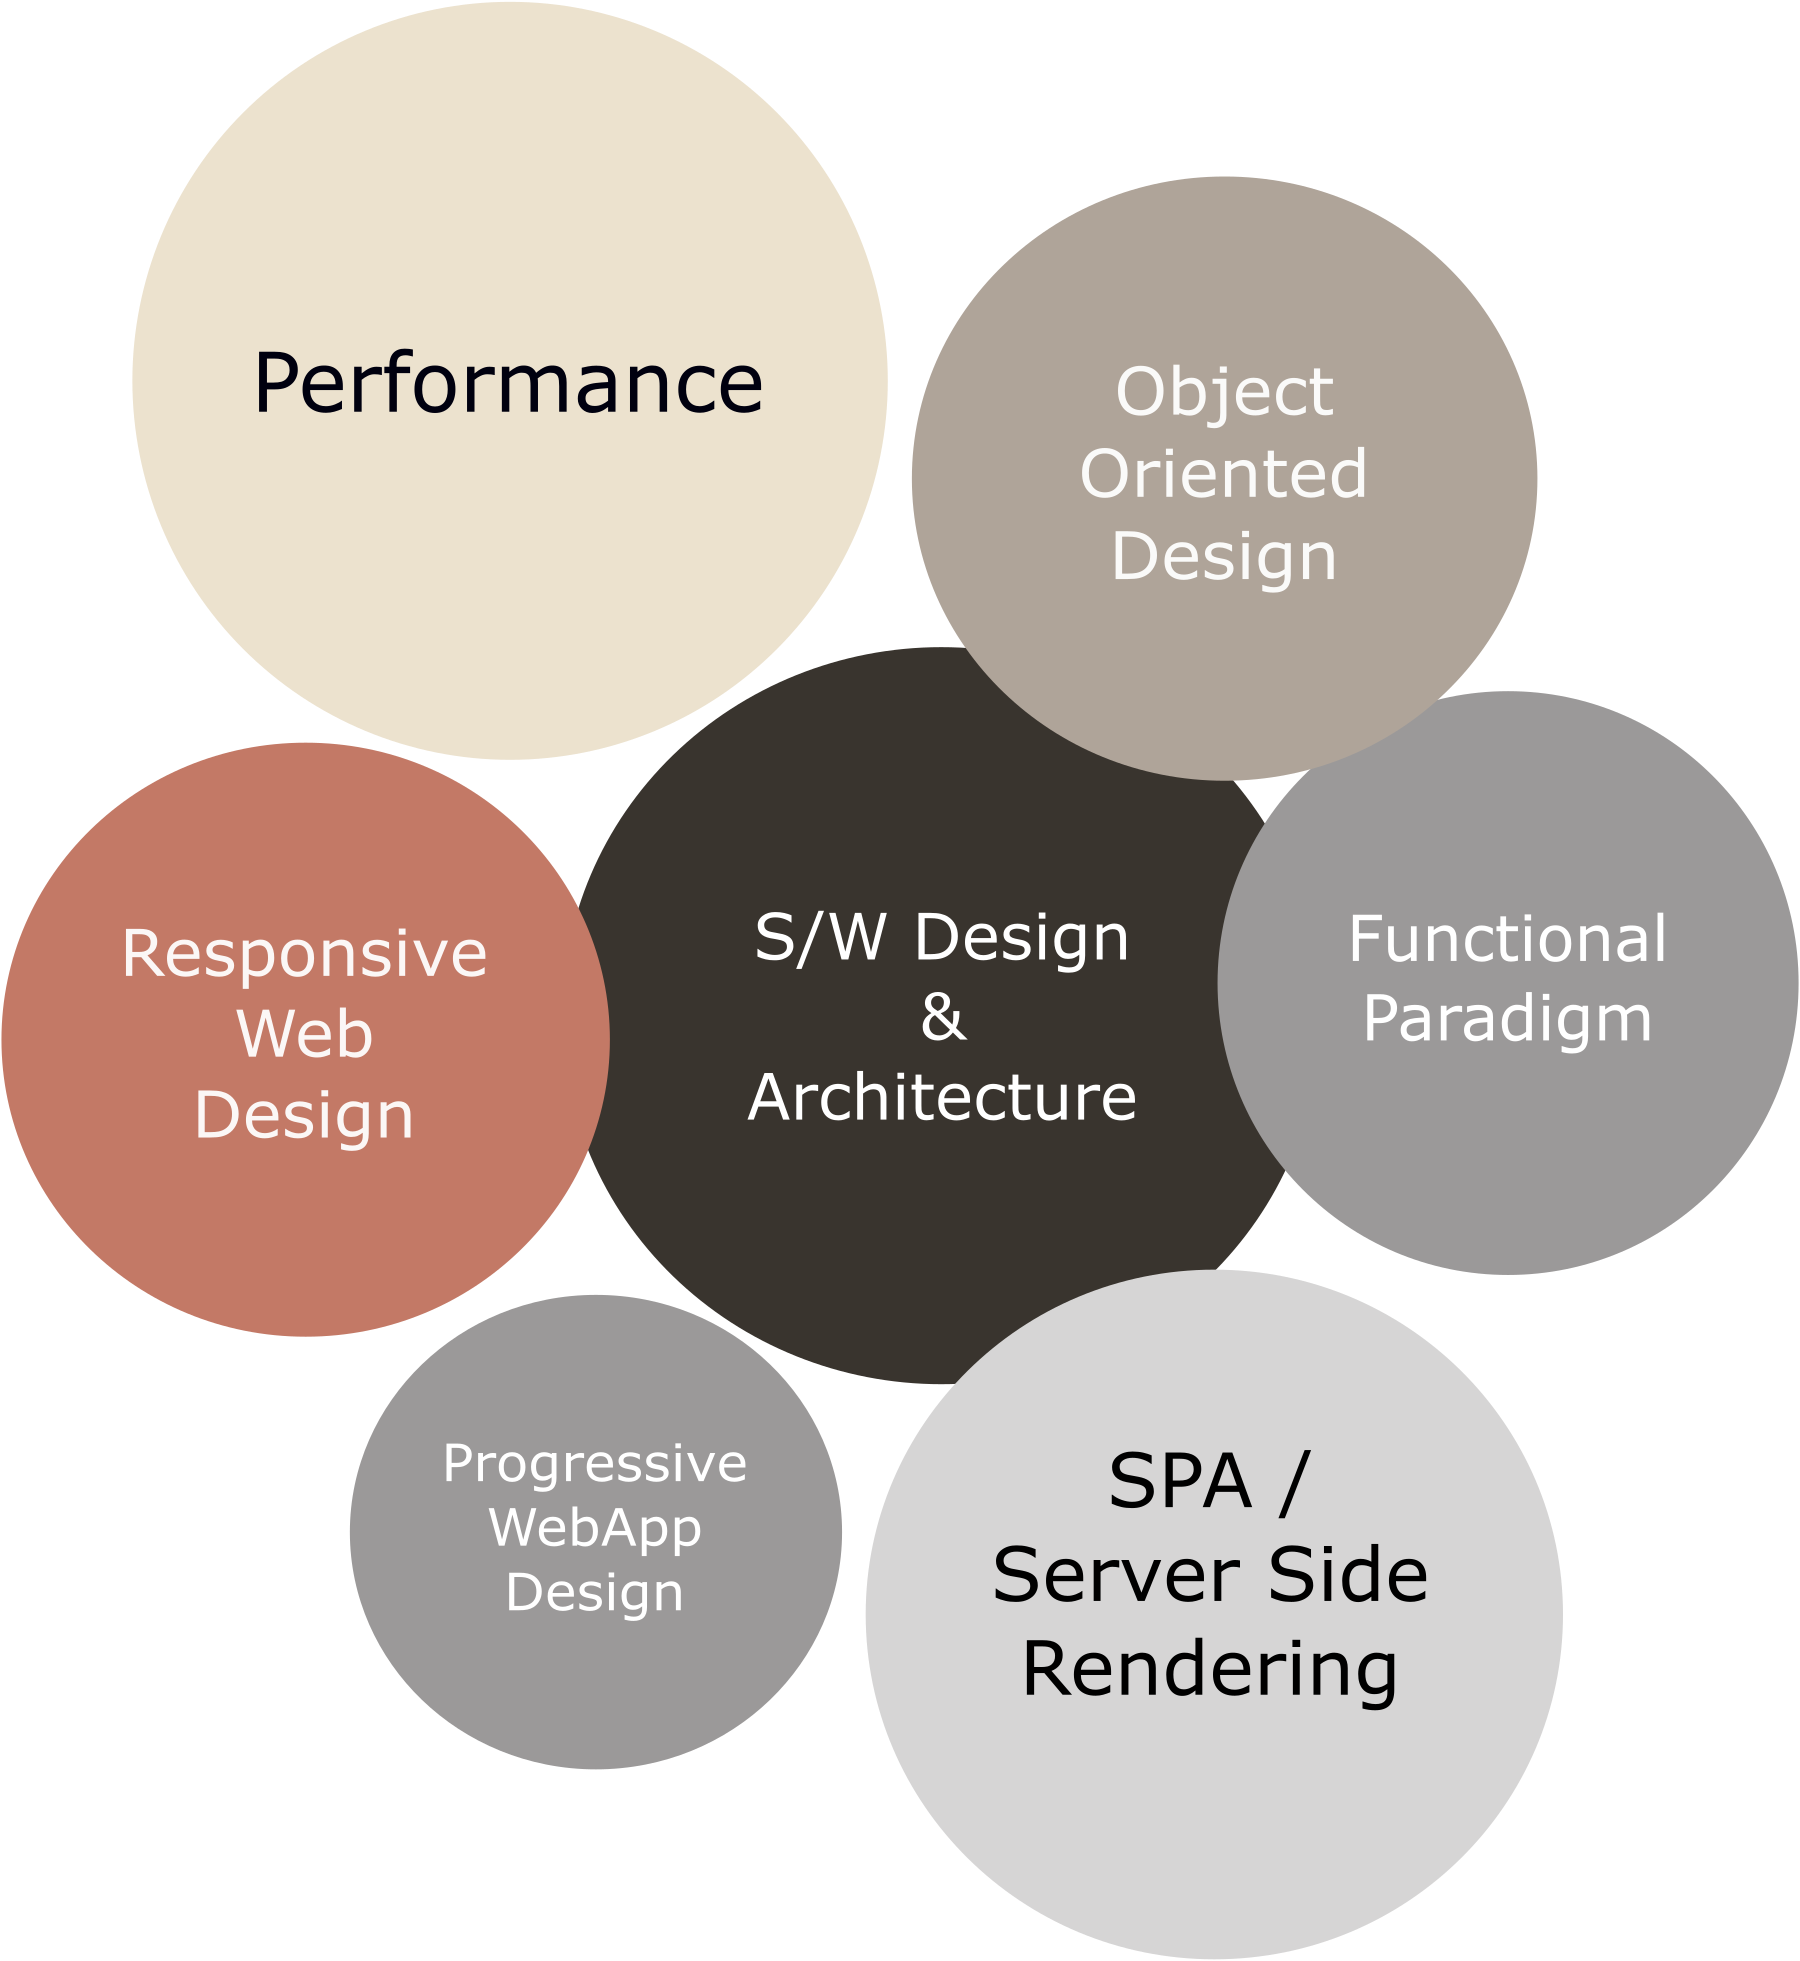 Performance
Object
Oriented
Design
Responsive
Web
Design
S/W Design
&
Architecture
Functional
Paradigm
Progressive
WebApp
Design
SPA /
Server Side
Rendering